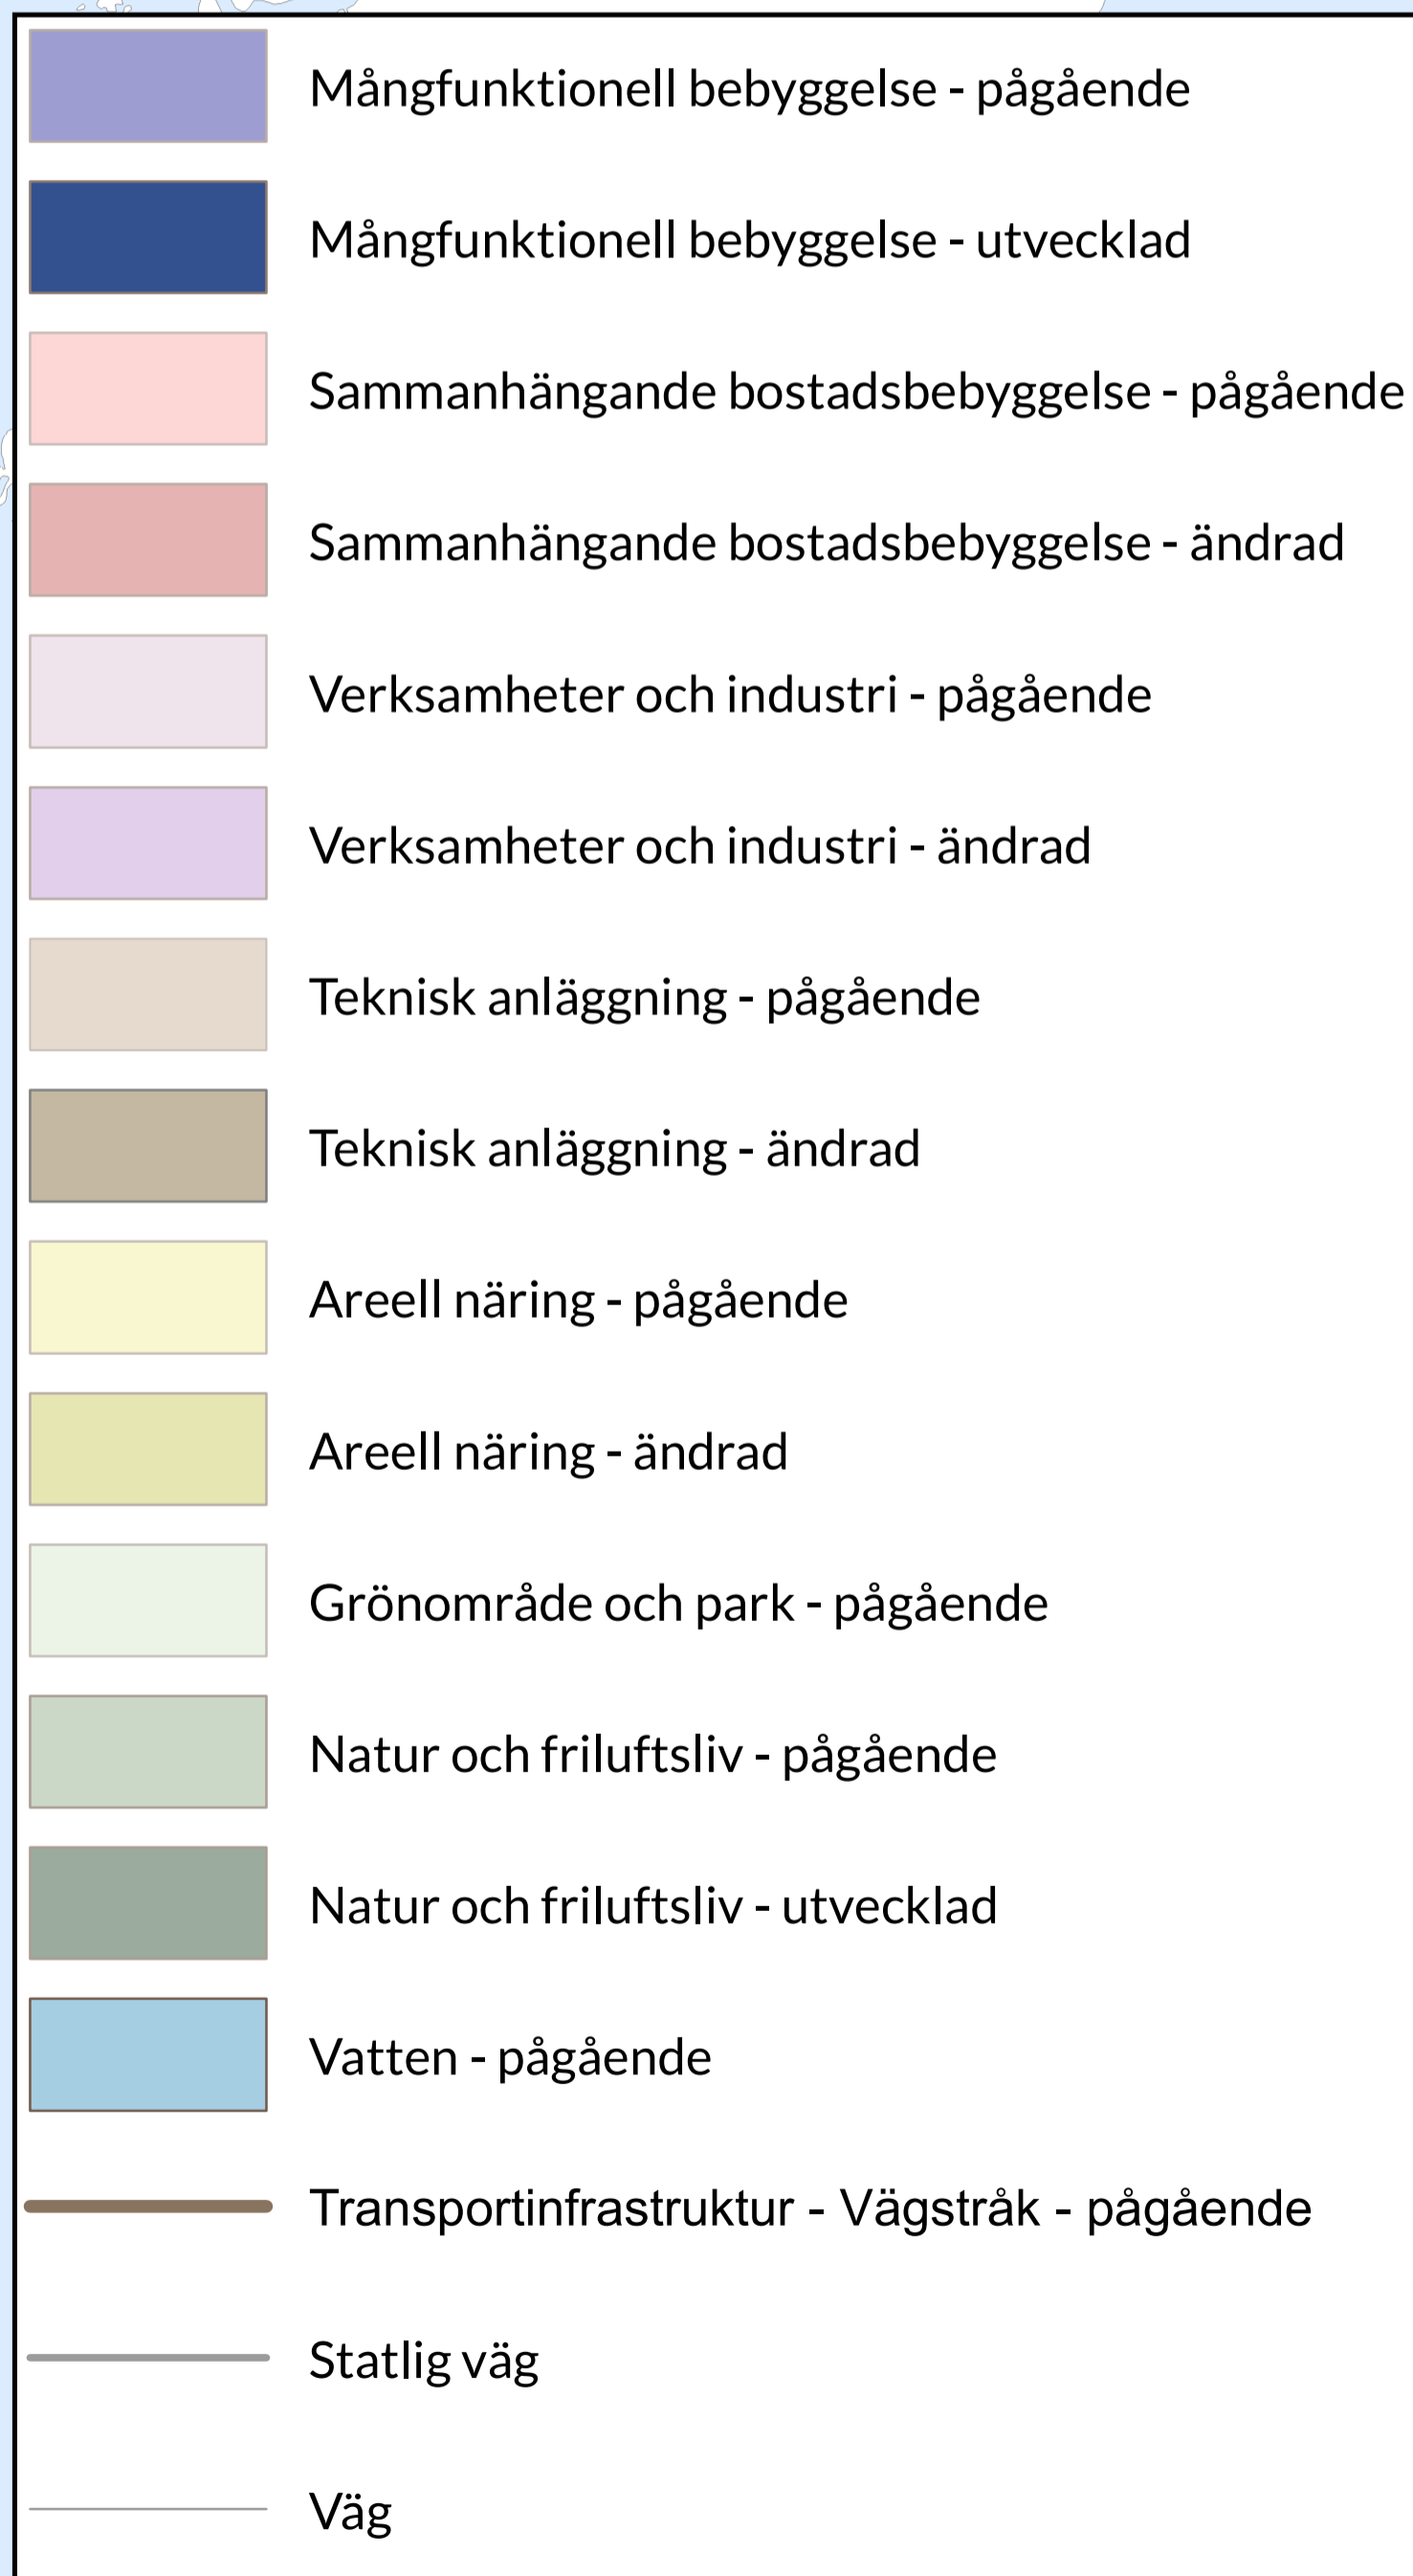 Mångfunktionell bebyggelse - pågående
Mångfunktionell bebyggelse - utvecklad
Sammanhängande bostadsbebyggelse - pågående
Sammanhängande bostadsbebyggelse - ändrad
Verksamheter och industri - pågående
Verksamheter och industri - ändrad
Teknisk anläggning - pågående
Teknisk anläggning - ändrad
Areell näring - pågående
Areell näring - ändrad
Grönområde och park - pågående
Natur och friluftsliv - pågående
Natur och friluftsliv - utvecklad
Vatten - pågående
Transportinfrastruktur - Vägstråk - pågående
Statlig väg
Väg